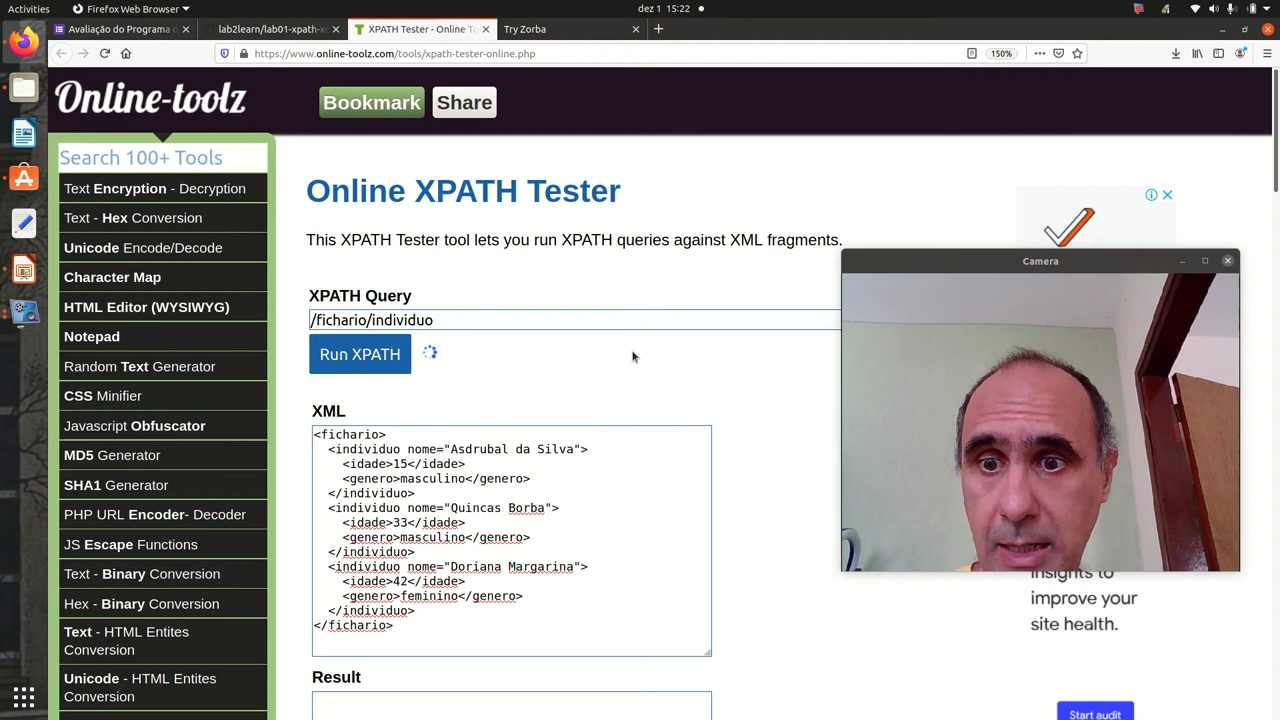 Activities
Firefox Web Browser
dez 1 15:22
Avaliação do Programa d
lab2learn/lab01-xpath-xq
XPATH Tester - Online To
Try Zorba
https://www.online-toolz.com/tools/xpath-tester-online.php
150%
Online-toolz
Bookmark
Share
Search 100+ Tools
Text Encryption - Decryption
Text - Hex Conversion
Unicode Encode/Decode
Character Map
HTML Editor (WYSIWYG)
Notepad
Random Text Generator
CSS Minifier
Javascript Obfuscator
MD5 Generator
SHA1 Generator
PHP URL Encoder- Decoder
JS Escape Functions
Text - Binary Conversion
Hex - Binary Conversion
Text - HTML Entites
Conversion
Unicode - HTML Entities
Conversion
Online XPATH Tester
This XPATH Tester tool lets you run XPATH queries against XML fragments.
XPATH Query
/fichario/individuo
Run XPATH
XML
<fichario>
<individuo nome="Asdrubal da Silva">
<idade>15</idade>
<genero>masculino</genero>
</individuo>
<individuo nome="Quincas Borba">
<idade>33</idade>
<genero>masculino</genero>
</individuo>
<individuo nome="Doriana Margarina">
<idade>42</idade>
<genero>feminino</genero>
</individuo>
</fichario>
Result
Camera
insights to
improve your
site health.
Start audit